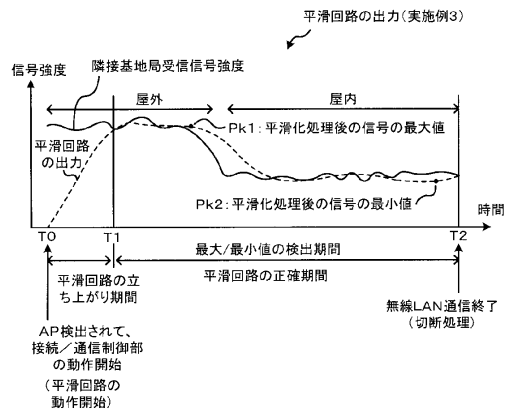 平滑回路の出力(実施例3)
信号強度
隣接基地局受信信号強度
屋外
屋内
Pk1:平滑化処理後の信号の最大値
平滑回路
の出力
Pk2:平滑化処理後の信号の最小値
時間
T0
T1
T2
最大/最小値の検出期間
平滑回路の立
ち上がり期間
平滑回路の正確期間
無線LAN通信終了
(切断処理)
AP検出されて、
接続/通信制御部
の動作開始
(平滑回路の
動作開始)